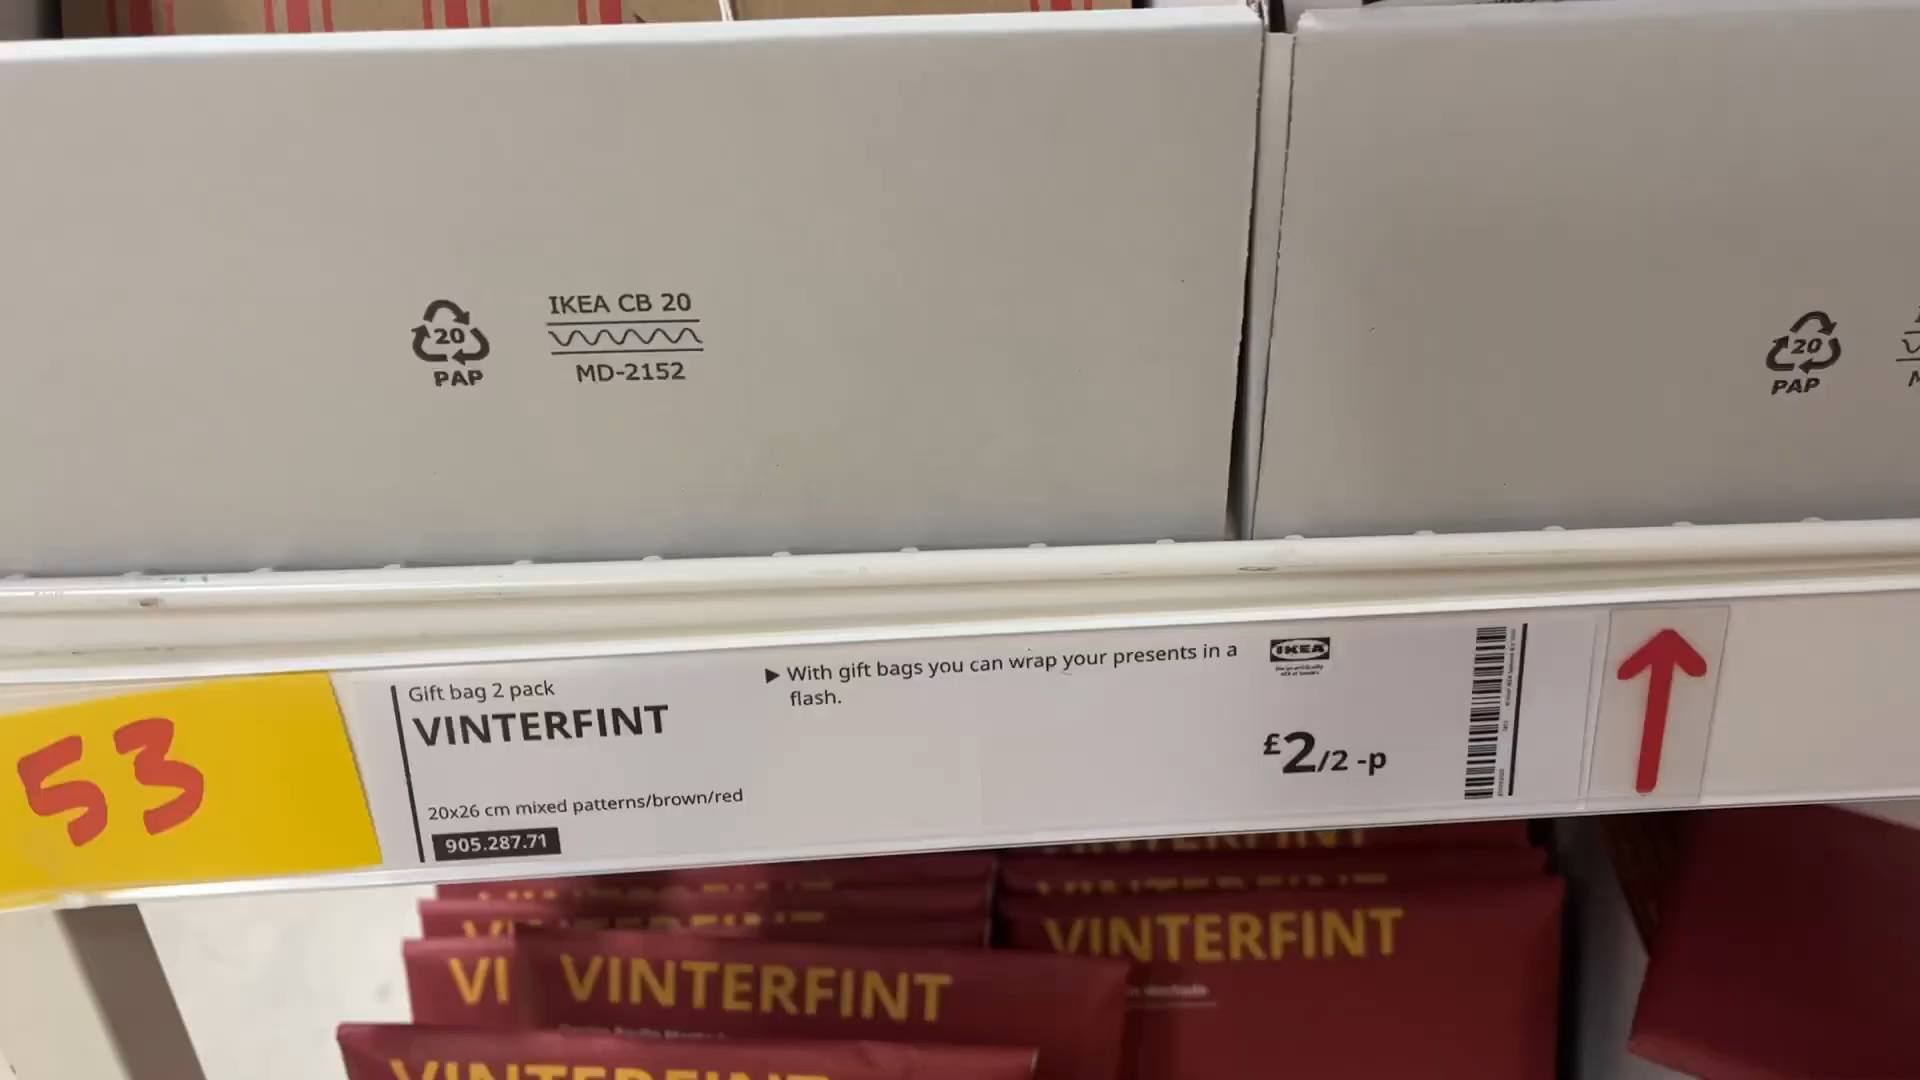 20
PAP
IKEA CB 20
MD-2152
20
PAP
53
Gift bag 2 pack
VINTERFINT
20x26 cm mixed patterns/brown/red
905.287.71
▶ With gift bags you can wrap your presents in a
flash.
IKEA
£2/2 -p
VINTERFINT
VINTERFINT
VI
VINTERFINT
VINTERFINT